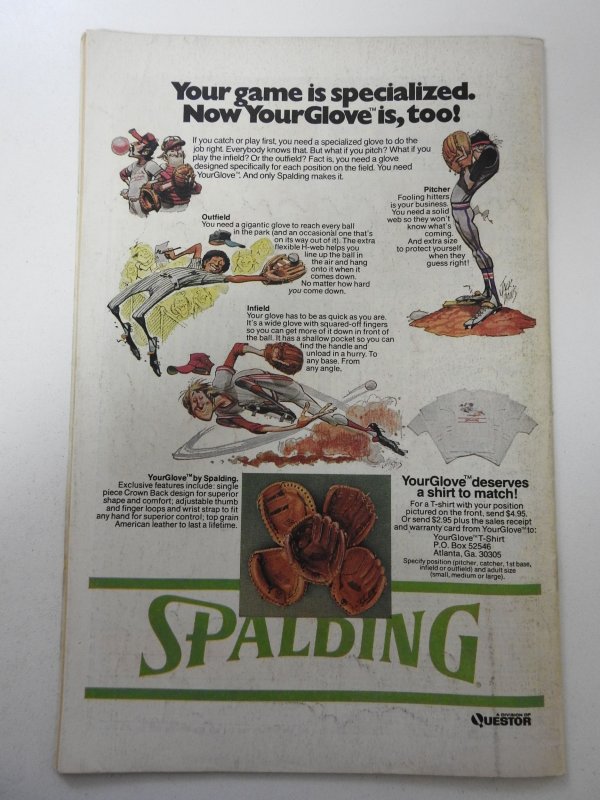 Your game is specialized.
Now YourGlove™ is, too!
If you catch or play first, you need a specialized glove to do the
job right. Everybody knows that. But what if you pitch? What if you
play the infield? Or the outfield? Fact is, you need a glove
designed specifically for each position on the field. You need
YourGlove™. And only Spalding makes it.
Pitcher
Fooling hitters
is your business.
You need a solid
web so they won't
know what's
coming.
And extra size
to protect yourself
when they
guess right!
Outfield
You need a gigantic glove to reach every ball
in the park (and an occasional one that's
on its way out of it). The extra
flexible H-web helps you
line up the ball in
the air and hang
onto it when it
comes down.
No matter how hard
you come down.
Infield
Your glove has to be as quick as you are.
It's a wide glove with squared-off fingers
so you can get more of it down in front of
the ball. It has a shallow pocket so you can
find the handle and
unload in a hurry. To
any base. From
any angle.
YourGlove™ by Spalding.
Exclusive features include: single
piece Crown Back design for superior
shape and comfort; adjustable thumb
and finger loops and wrist strap to fit
any hand for superior control; top grain
American leather to last a lifetime.
YourGlove™ deserves
a shirt to match!
For a T-shirt with your position
pictured on the front, send $4.95.
Or send $2.95 plus the sales receipt
and warranty card from YourGlove™ to:
YourGlove™ T-Shirt
P.O. Box 52546
Atlanta, Ga. 30305
Specify position (pitcher, catcher, 1st base,
infield or outfield) and adult size
(small, medium or large).
SPALDING
A DIVISION OF
QUESTOR